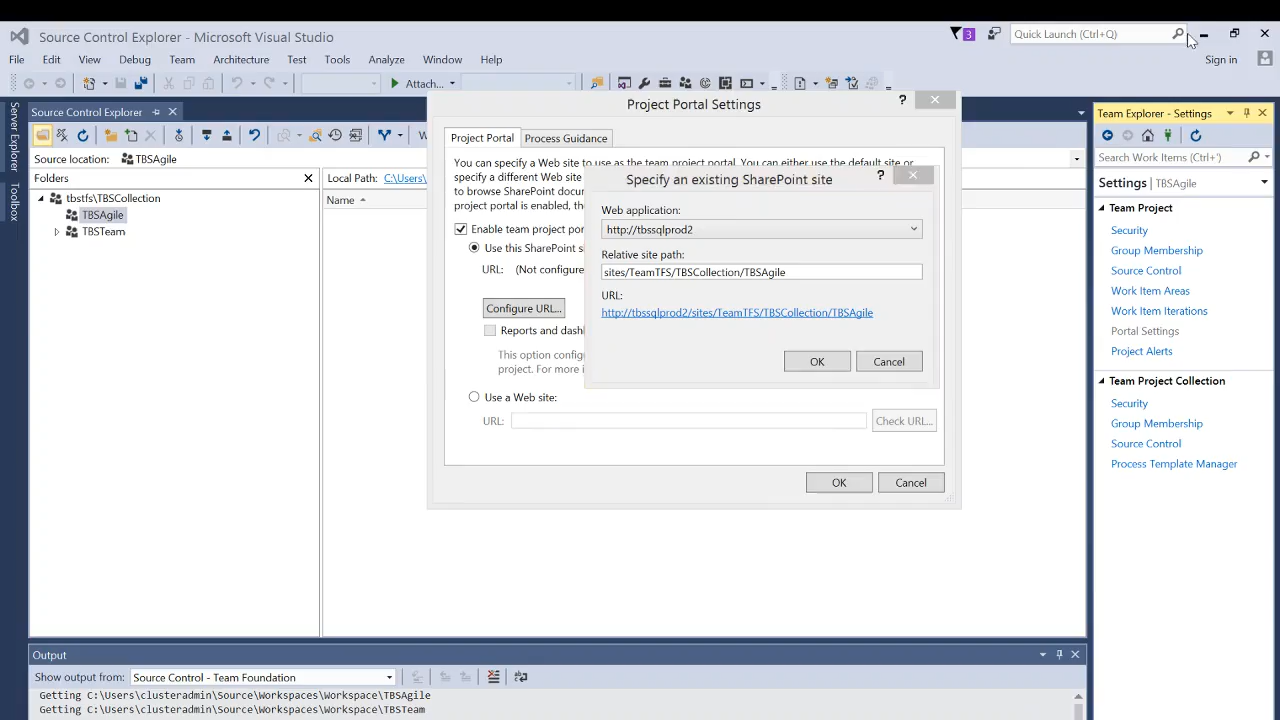 Source Control Explorer - Microsoft Visual Studio
3
Quick Launch (Ctrl+Q)
File Edit View Debug Team Architecture Test Tools Analyze Window Help
Sign in
Attach...
Server Explorer
Toolbox
Source Control Explorer
W
Source location: TBSAgile
Folders
tbstfs\TBSCollection
TBSAgile
TBSTeam
Local Path: C:\Users\
Name
Project Portal Settings
?
Project Portal Process Guidance
You can specify a Web site to use as the team project portal. You can either use the default site or
specify a different Web site
to browse SharePoint docum
project portal is enabled, the
Enable team project por
Use this SharePoint si
URL: (Not configure
Configure URL...
Reports and dashb
This option config
project. For more i
Use a Web site:
URL:
Check URL...
OK
Cancel
Specify an existing SharePoint site
?
Web application:
http://tbssqlprod2
Relative site path:
sites/TeamTFS/TBSCollection/TBSAgile
URL:
http://tbssqlprod2/sites/TeamTFS/TBSCollection/TBSAgile
OK
Cancel
Team Explorer - Settings
Search Work Items (Ctrl+')
Settings | TBSAgile
Team Project
Security
Group Membership
Source Control
Work Item Areas
Work Item Iterations
Portal Settings
Project Alerts
Team Project Collection
Security
Group Membership
Source Control
Process Template Manager
Output
Show output from: Source Control - Team Foundation
Getting C:\Users\clusteradmin\Source\Workspaces\Workspace\TBSAgile
Getting C:\Users\clusteradmin\Source\Workspaces\Workspace\TBSTeam